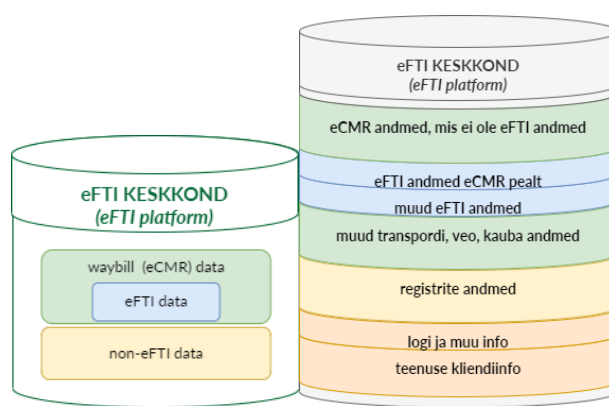 eFTI KESKKOND
(eFTI platform)
waybill (eCMR) data
eFTI data
non-eFTI data
eFTI KESKKOND
(eFTI platform)
eCMR andmed, mis ei ole eFTI andmed
eFTI andmed eCMR pealt
muud eFTI andmed
muud transpordi, veo, kauba andmed
registrite andmed
logi ja muu info
teenuse kliendiinfo